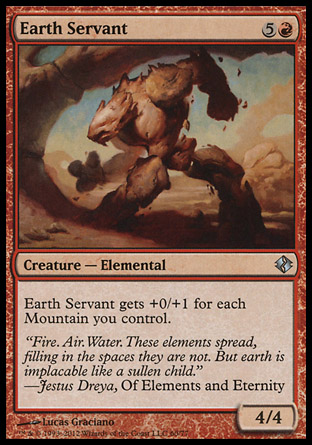 Earth Servant 5
Creature — Elemental
Earth Servant gets +0/+1 for each
Mountain you control.
“Fire. Air. Water. These elements spread,
filling in the spaces they are not. But earth is
implacable like a sullen child.”
—Jestus Dreya, Of Elements and Eternity
Lucas Graciano
4/4